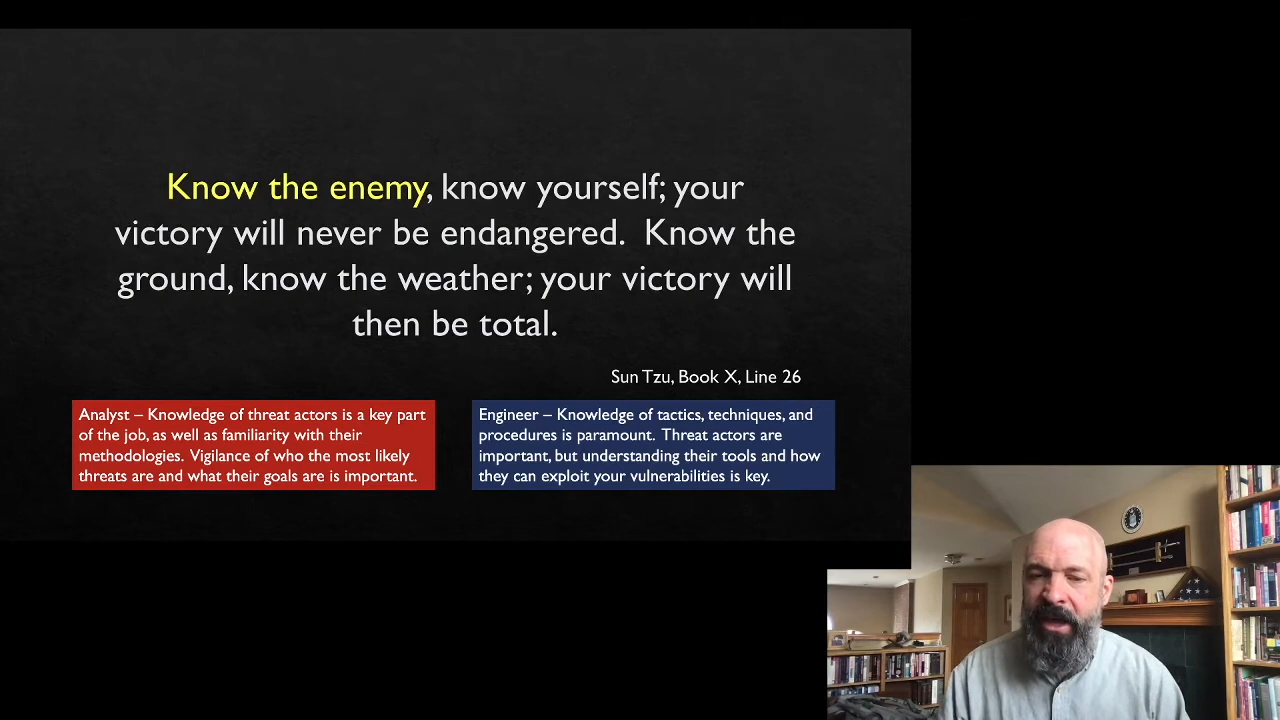 Know the enemy, know yourself; your
victory will never be endangered. Know the
ground, know the weather; your victory will
then be total.
Sun Tzu, Book X, Line 26
Analyst – Knowledge of threat actors is a key part
of the job, as well as familiarity with their
methodologies. Vigilance of who the most likely
threats are and what their goals are is important.
Engineer – Knowledge of tactics, techniques, and
procedures is paramount. Threat actors are
important, but understanding their tools and how
they can exploit your vulnerabilities is key.